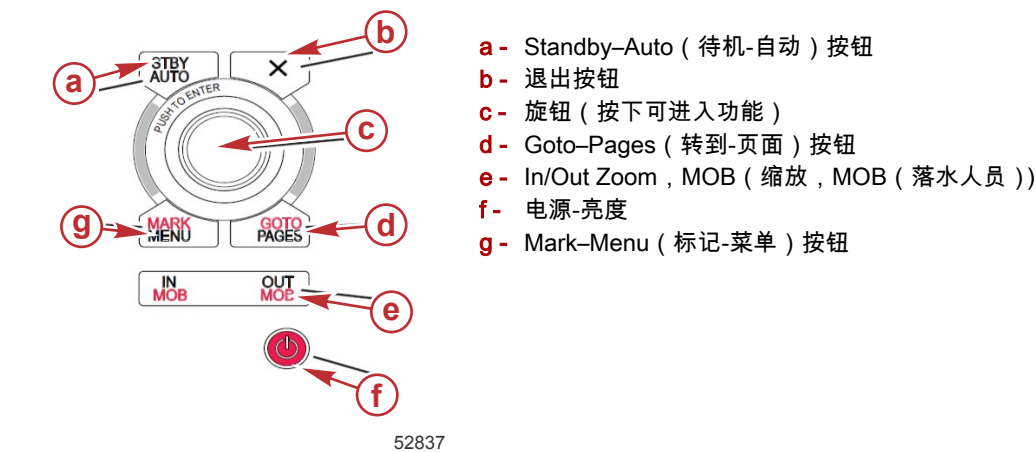 b
STBY
AUTO
a
PUSH TO ENTER
c
MARK
MENU
g
GOTO
PAGES
d
IN
MOB
OUT
MOB
e
f
52837
a - Standby–Auto（待机-自动）按钮
b - 退出按钮
c - 旋钮（按下可进入功能）
d - Goto–Pages（转到-页面）按钮
e - In/Out Zoom，MOB（缩放，MOB（落水人员））
f - 电源-亮度
g - Mark–Menu（标记-菜单）按钮